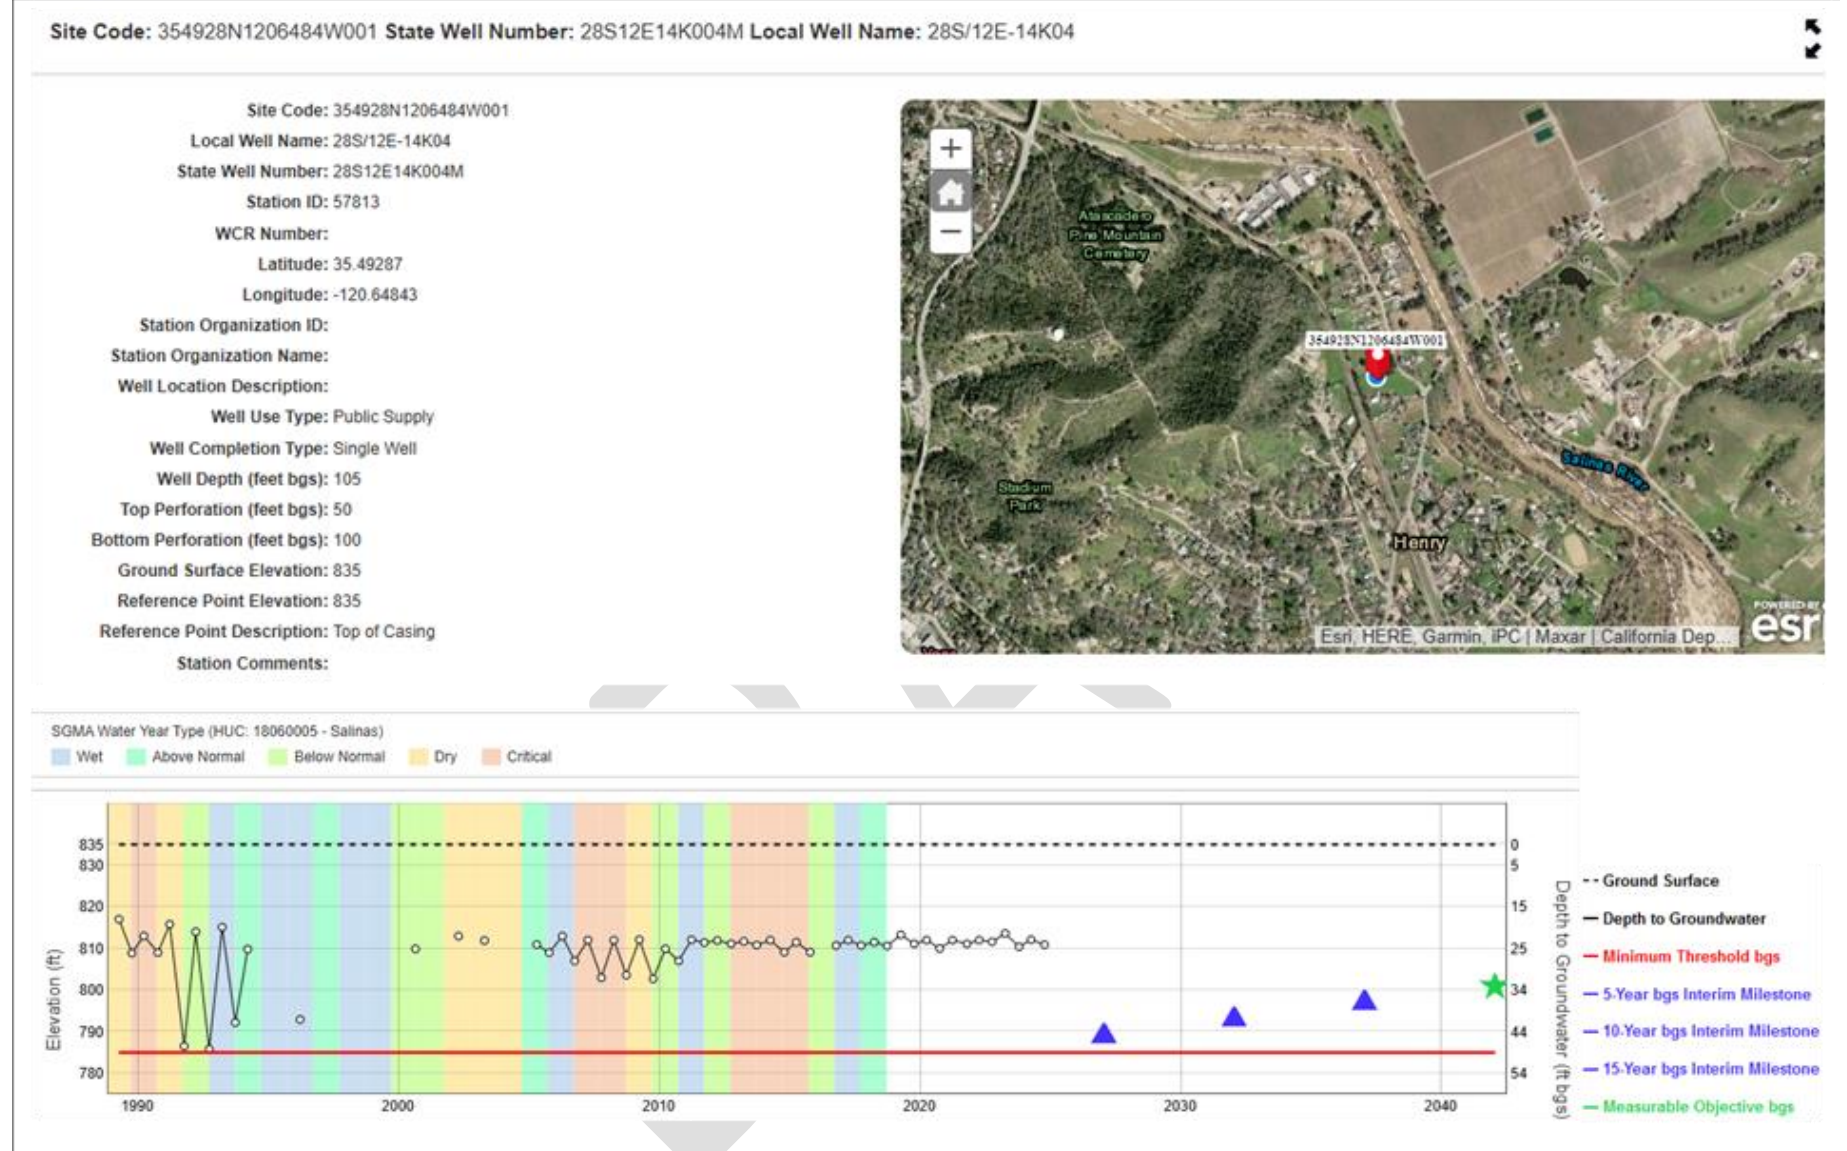 Site Code: 354928N1206484W001 State Well Number: 28S12E14K004M Local Well Name: 28S/12E-14K04
Site Code: 354928N1206484W001
Local Well Name: 28S/12E-14K04
State Well Number: 28S12E14K004M
Station ID: 57813
WCR Number:
Latitude: 35.49287
Longitude: -120.64843
Station Organization ID:
Station Organization Name:
Well Location Description:
Well Use Type: Public Supply
Well Completion Type: Single Well
Well Depth (feet bgs): 105
Top Perforation (feet bgs): 50
Bottom Perforation (feet bgs): 100
Ground Surface Elevation: 835
Reference Point Elevation: 835
Reference Point Description: Top of Casing
Station Comments:
+
−
Atascadero
Pine Mountain
Cemetery
354928N1206484W001
Salinas River
Stadium
Park
Henry
POWERED BY
esri
Esri, HERE, Garmin, iPC | Maxar | California Dep...
SGMA Water Year Type (HUC: 18060005 - Salinas)
Wet Above Normal Below Normal Dry Critical
Elevation (ft)
835
830
820
810
800
790
780
1990 2000 2010 2020 2030 2040
0
5
15
25
34
44
54
Depth to Groundwater (ft bgs)
Ground Surface
Depth to Groundwater
Minimum Threshold bgs
5-Year bgs Interim Milestone
10-Year bgs Interim Milestone
15-Year bgs Interim Milestone
Measurable Objective bgs